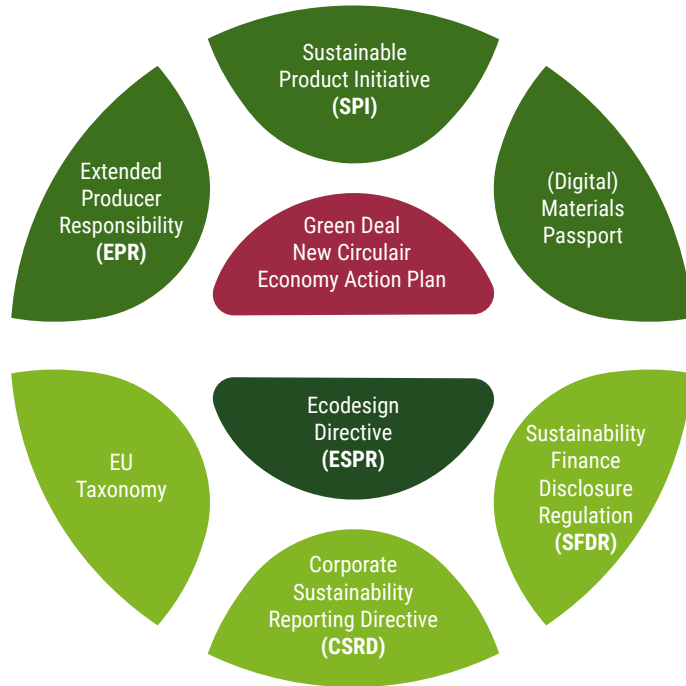 Sustainable
Product Initiative
(SPI)
Extended
Producer
Responsibility
(EPR)
(Digital)
Materials
Passport
Green Deal
New Circulair
Economy Action Plan
Ecodesign
Directive
(ESPR)
EU
Taxonomy
Sustainability
Finance
Disclosure
Regulation
(SFDR)
Corporate
Sustainability
Reporting Directive
(CSRD)